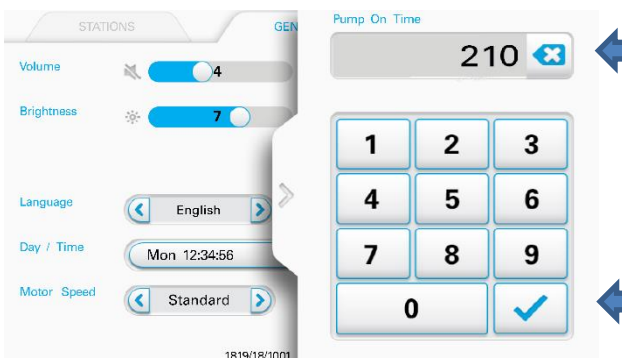 STATIONS
GEN
Volume
4
Brightness
7
Language
English
Day / Time
Mon 12:34:56
Motor Speed
Standard
1819/18/1001
Pump On Time
210
1 2 3
4 5 6
7 8 9
0